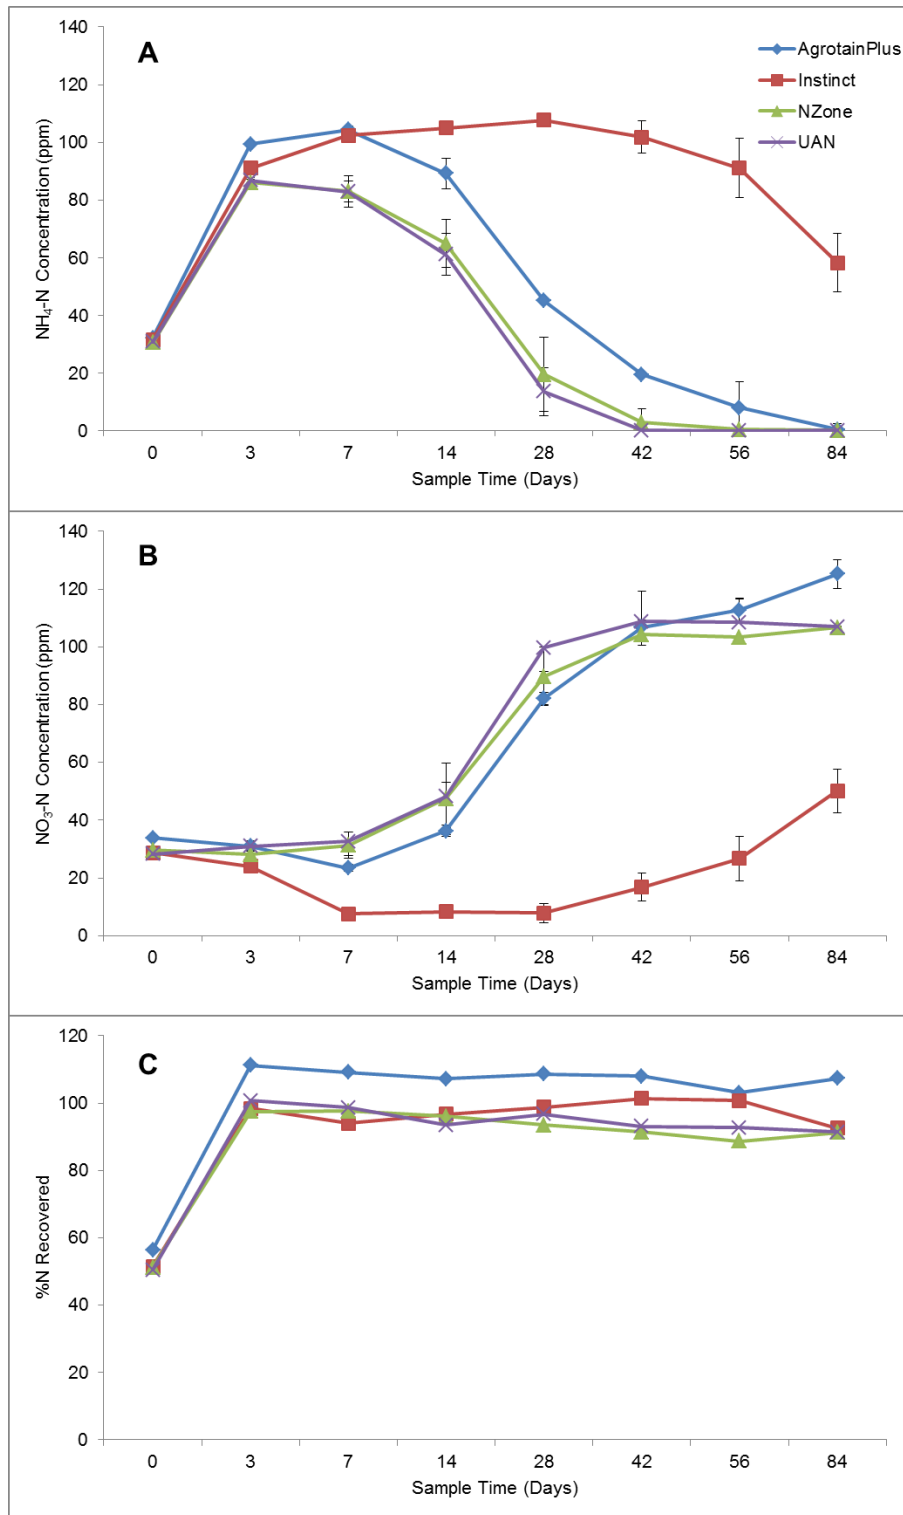 A
AgrotainPlus
Instinct
NZone
UAN
140
120
100
80
60
40
20
0
NH₄-N Concentration (ppm)
0 3 7 14 28 42 56 84
Sample Time (Days)
B
140
120
100
80
60
40
20
0
NO₃-N Concentration (ppm)
0 3 7 14 28 42 56 84
Sample Time (Days)
C
120
100
80
60
40
20
0
%N Recovered
0 3 7 14 28 42 56 84
Sample Time (Days)